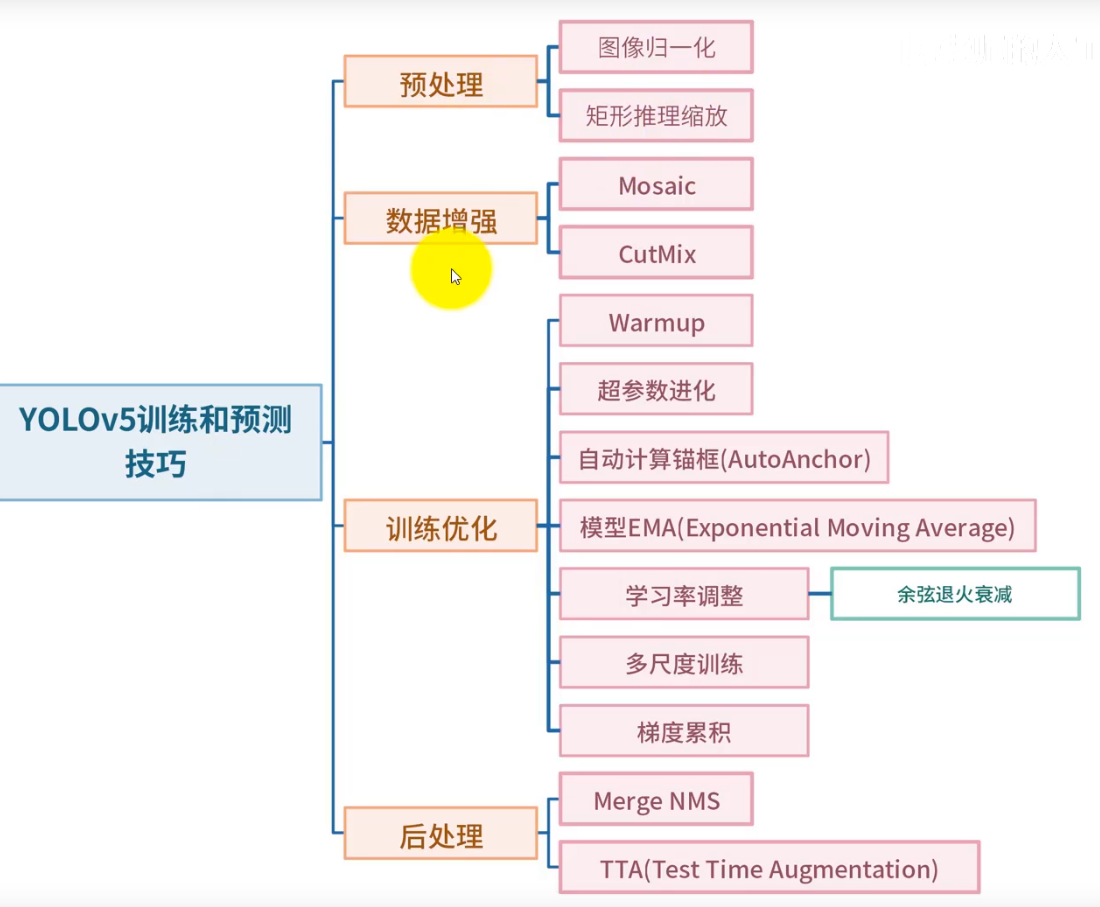 图像归一化
预处理
矩形推理缩放
Mosaic
数据增强
CutMix
Warmup
超参数进化
YOLOv5训练和预测
技巧
自动计算锚框(AutoAnchor)
训练优化
模型EMA(Exponential Moving Average)
学习率调整
余弦退火衰减
多尺度训练
梯度累积
Merge NMS
后处理
TTA(Test Time Augmentation)